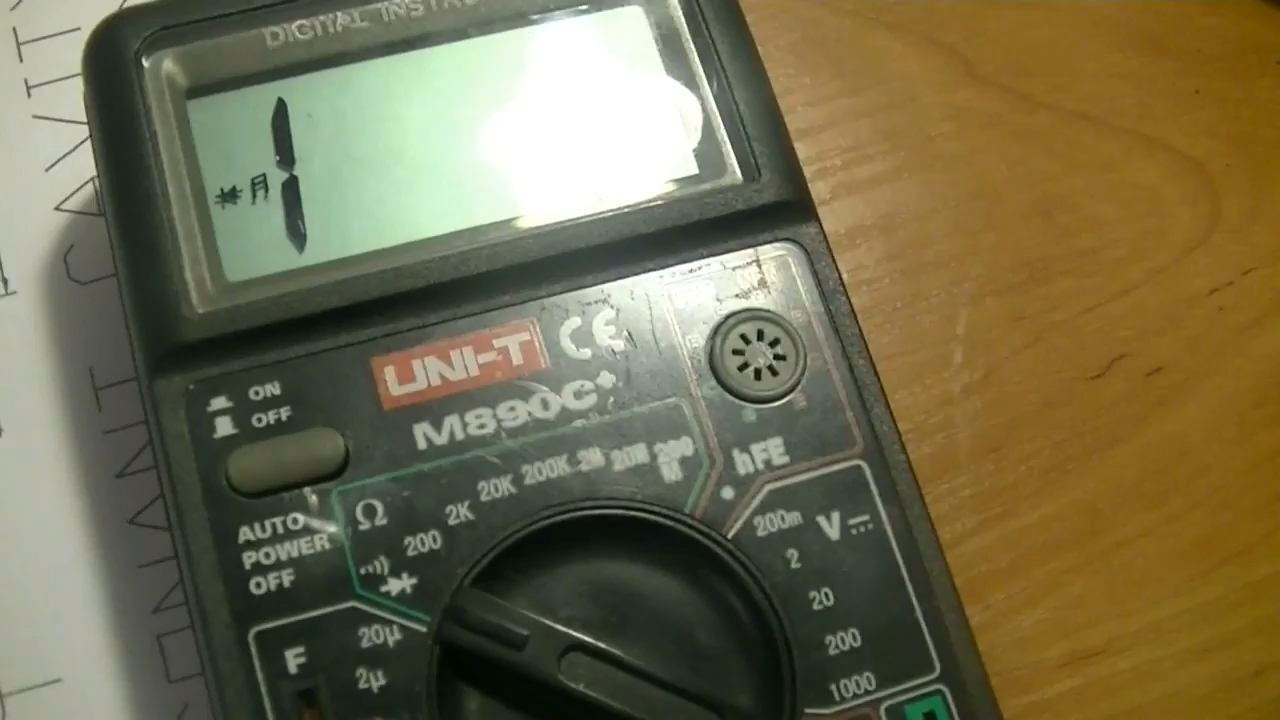 DIGITAL
1
UNI-T CE
M890C+
ON
OFF
AUTO
POWER
OFF
Ω
200 2K 20K 200K 2M 20M 200M
hFE
F
20μ
2μ
V
200m
2
20
200
1000